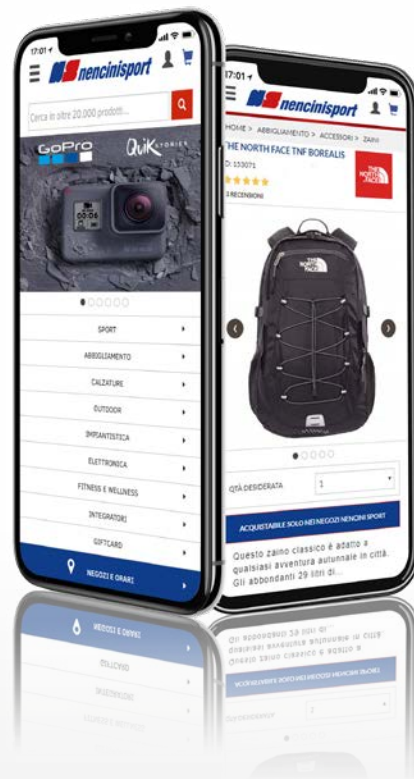 17:01
nencinisport
Cerca in oltre 20.000 prodotti...
GoPro
QuiK STORIES
SPORT
ABBIGLIAMENTO
CALZATURE
OUTDOOR
IMPIANTISTICA
ELETTRONICA
FITNESS E WELLNESS
INTEGRATORI
GIFTCARD
NEGOZI E ORARI
17:01
nencinisport
HOME > ABBIGLIAMENTO > ACCESSORI > ZAINI
THE NORTH FACE TNF BOREALIS
D: 153071
RECENSIONI
THE NORTH FACE
QTÀ DESIDERATA
1
ACQUISTABILE SOLO NEI NEGOZI NENCINI SPORT
Questo zaino classico è adatto a
qualsiasi avventura autunnale in città.
Gli abbondanti 29 litri di...